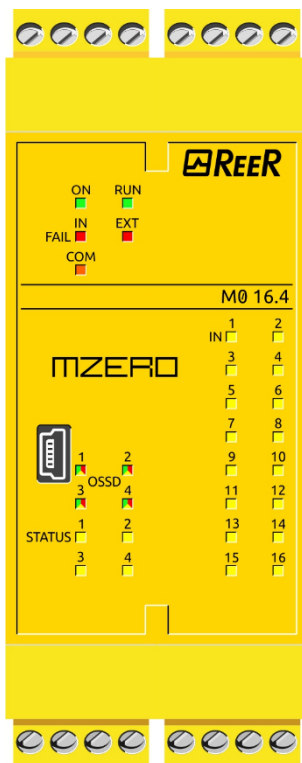 REER
ON RUN
IN EXT
FAIL
COM
M0 16.4
MZERO
1 2
IN
3 4
5 6
7 8
9 10
11 12
13 14
15 16
1 2
OSSD
3 4
1 2
STATUS
3 4